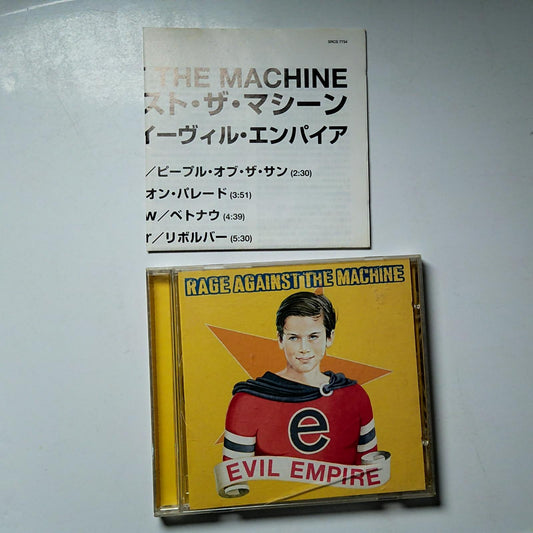 SRCS 7754
THE MACHINE
スト・ザ・マシーン
イーヴィル・エンパイア
／ピープル・オブ・ザ・サン (2:30)
オン・パレード (3:51)
w／ベトナウ (4:39)
r／リボルバー (5:30)
RAGE AGAINST THE MACHINE
e
EVIL EMPIRE